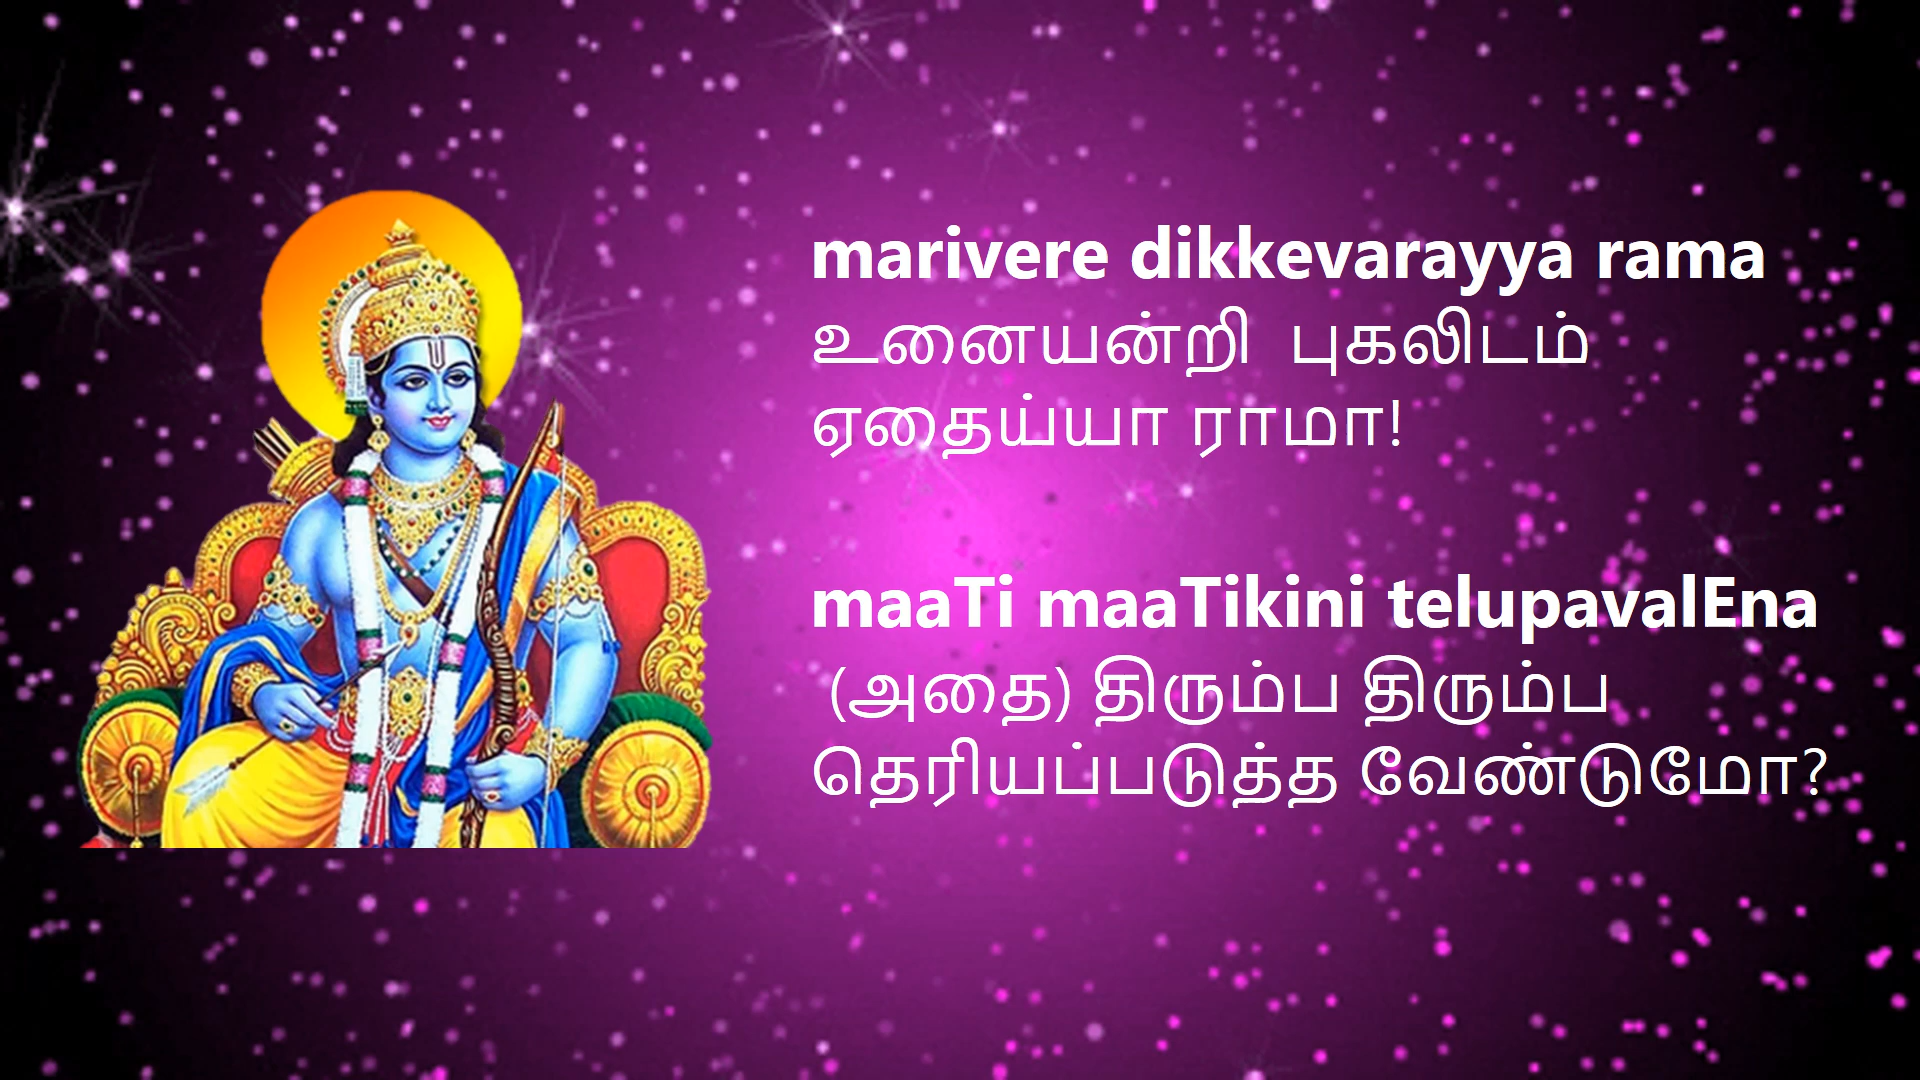 marivere dikkevarayya rama
உனையன்றி புகலிடம்
ஏதைய்யா ராமா!
maaTi maaTikini telupavalEna
(அதை) திரும்ப திரும்ப
தெரியப்படுத்த வேண்டுமோ?